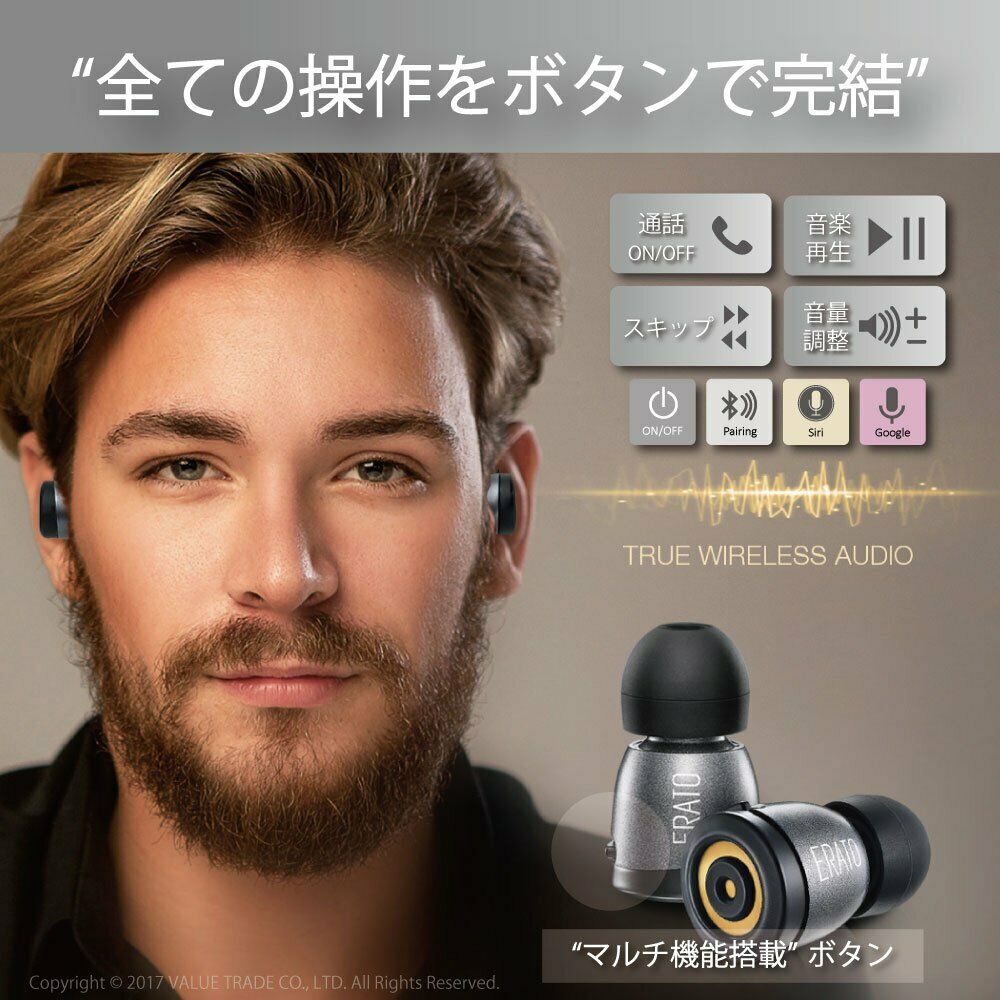 “全ての操作をボタンで完結”
通話
ON/OFF
音楽
再生
スキップ
音量
調整
ON/OFF
Pairing
Siri
Google
TRUE WIRELESS AUDIO
ERATO
ERATO
“マルチ機能搭載” ボタン
Copyright © 2017 VALUE TRADE CO., LTD. All Rights Reserved.